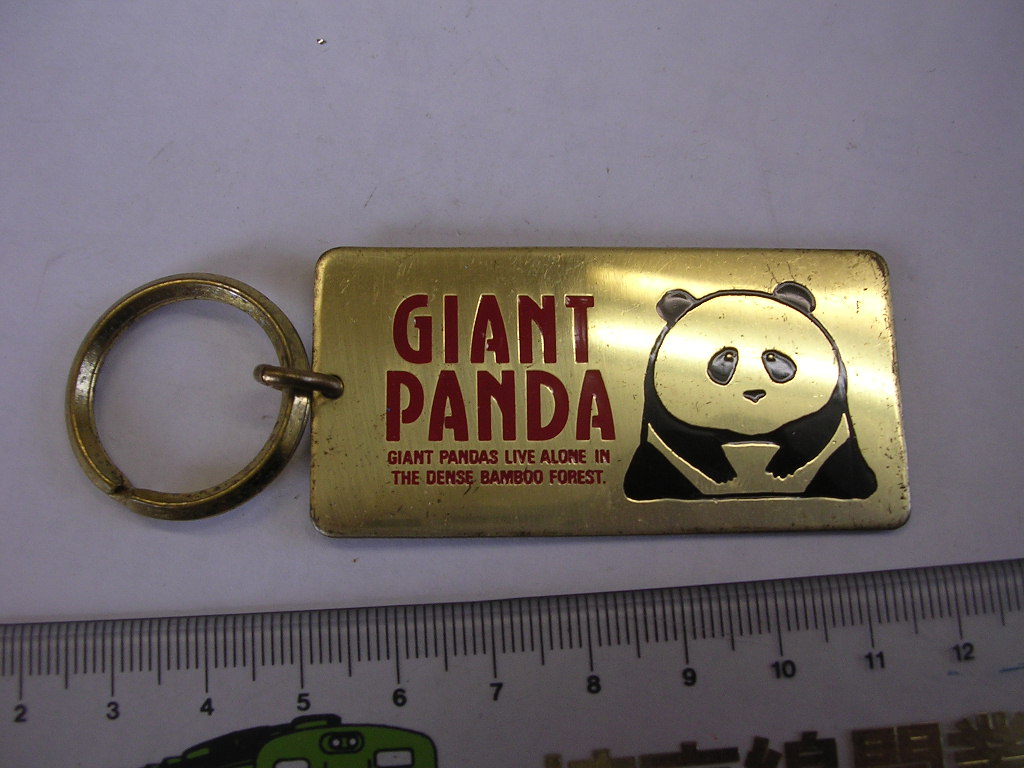 GIANT
PANDA
GIANT PANDAS LIVE ALONE IN
THE DENSE BAMBOO FOREST.
2 3 4 5 6 7 8 9 10 11 12